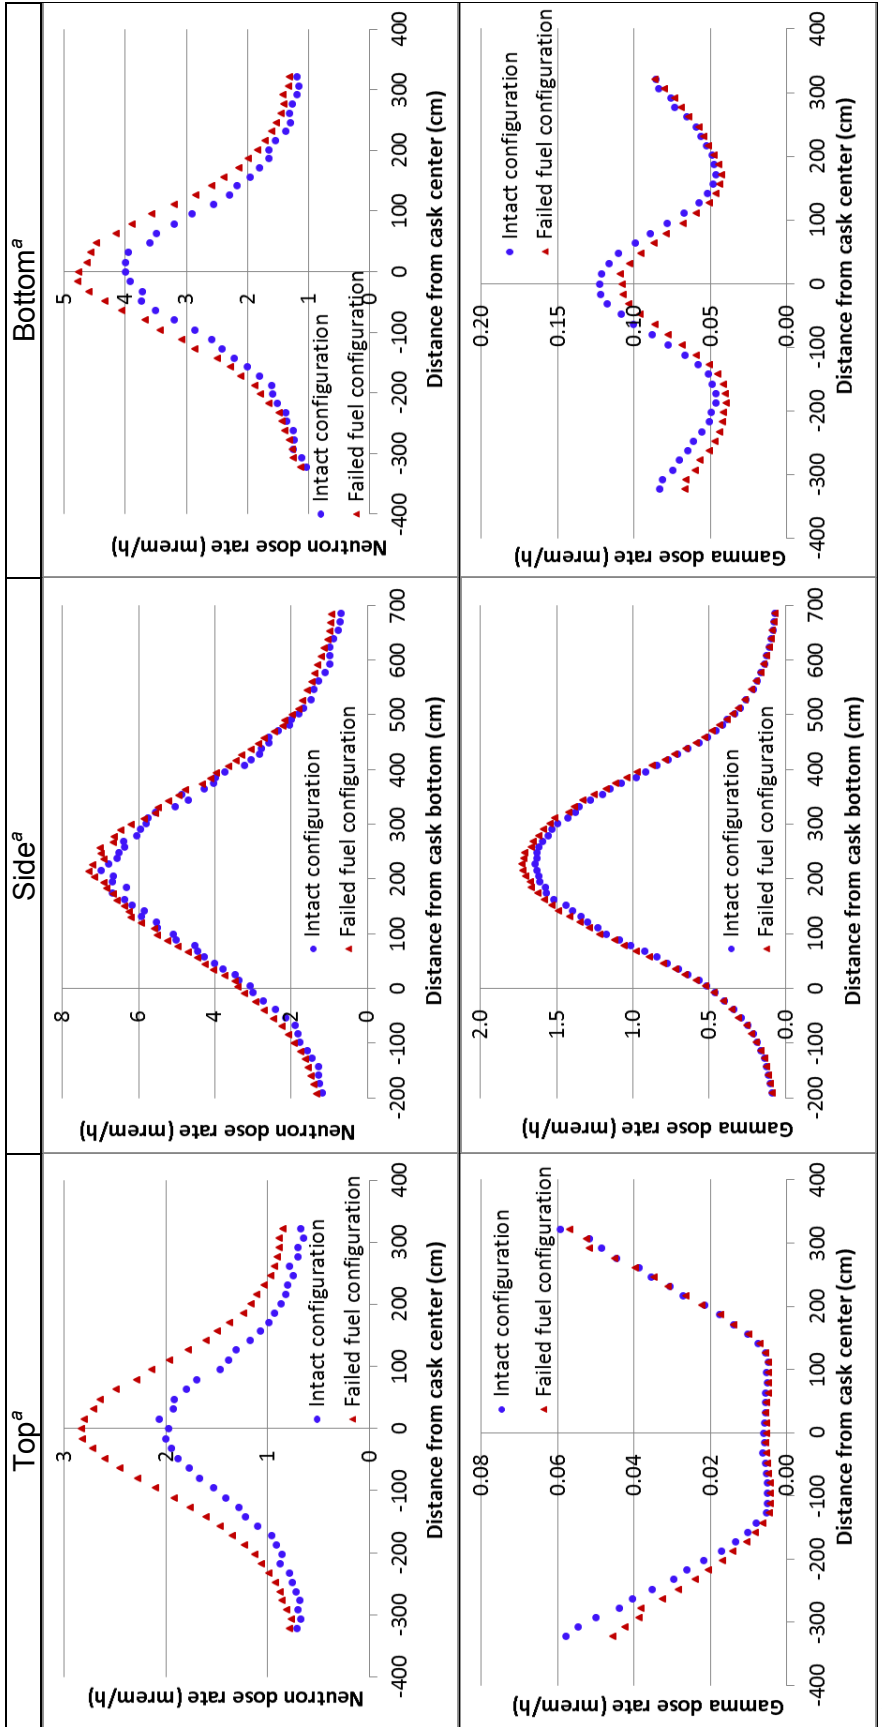 Top^a
Side^a
Bottom^a
Neutron dose rate (mrem/h)
3
2
1
0
-400 -300 -200 -100 0 100 200 300 400
Distance from cask center (cm)
Intact configuration
Failed fuel configuration
Neutron dose rate (mrem/h)
8
6
4
2
0
-200 -100 0 100 200 300 400 500 600 700
Distance from cask bottom (cm)
Intact configuration
Failed fuel configuration
Neutron dose rate (mrem/h)
5
4
3
2
1
0
-400 -300 -200 -100 0 100 200 300 400
Distance from cask center (cm)
Intact configuration
Failed fuel configuration
Gamma dose rate (mrem/h)
0.08
0.06
0.04
0.02
0.00
-400 -300 -200 -100 0 100 200 300 400
Distance from cask center (cm)
Intact configuration
Failed fuel configuration
Gamma dose rate (mrem/h)
2.0
1.5
1.0
0.5
0.0
-200 -100 0 100 200 300 400 500 600 700
Distance from cask bottom (cm)
Intact configuration
Failed fuel configuration
Gamma dose rate (mrem/h)
0.20
0.15
0.10
0.05
0.00
-400 -300 -200 -100 0 100 200 300 400
Distance from cask center (cm)
Intact configuration
Failed fuel configuration